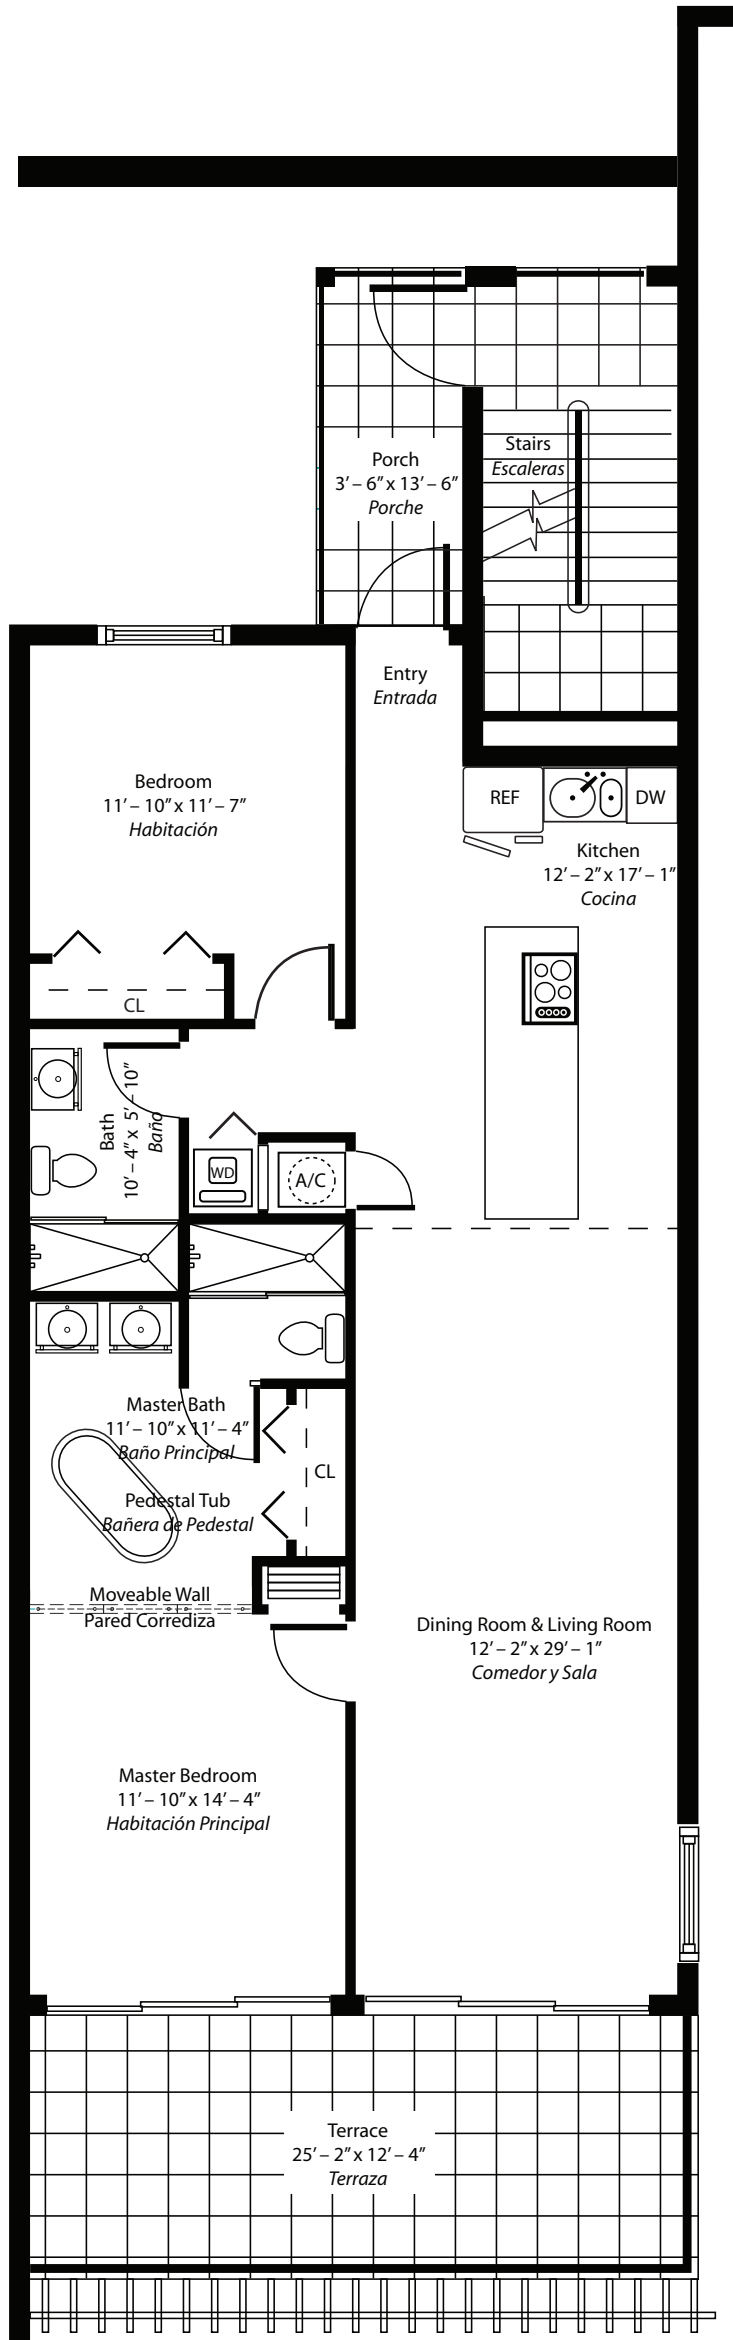 Stairs
Escaleras
Porch
3’ – 6” x 13’ – 6”
Porche
Entry
Entrada
Bedroom
11’ – 10” x 11’ – 7”
Habitación
REF
DW
Kitchen
12’ – 2” x 17’ – 1”
Cocina
CL
Bath
10’ – 4” x 5’ – 10”
Baño
WD
A/C
Master Bath
11’ – 10” x 11’ – 4”
Baño Principal
CL
Pedestal Tub
Bañera de Pedestal
Moveable Wall
Pared Corrediza
Dining Room & Living Room
12’ – 2” x 29’ – 1”
Comedor y Sala
Master Bedroom
11’ – 10” x 14’ – 4”
Habitación Principal
Terrace
25’ – 2” x 12’ – 4”
Terraza